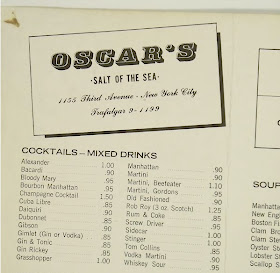 OSCAR'S
·SALT OF THE SEA·
1155 Third Avenue - New York City
Trafalgar 9-1199
COCKTAILS — MIXED DRINKS
Alexander 1.00
Bacardi .90
Bloody Mary .95
Bourbon Manhattan .95
Champagne Cocktail 1.50
Cuba Libre .85
Daiquiri .90
Dubonnet .85
Gibson .90
Gimlet (Gin or Vodka) .85
Gin & Tonic .85
Gin Rickey .85
Grasshopper 1.00
Manhattan .90
Martini .90
Martini, Beefeater 1.10
Martini, Gordons .95
Old Fashioned .90
Rob Roy (3 oz. Scotch) 1.25
Rum & Coke .85
Screw Driver .95
Sidecar 1.00
Stinger 1.00
Tom Collins .85
Vodka Martini .90
Whiskey Sour .95
SOUP
Manhattan
New Eng
Boston
Clam Bro
Clam Ste
Oyster St
Lobster
Scallop S